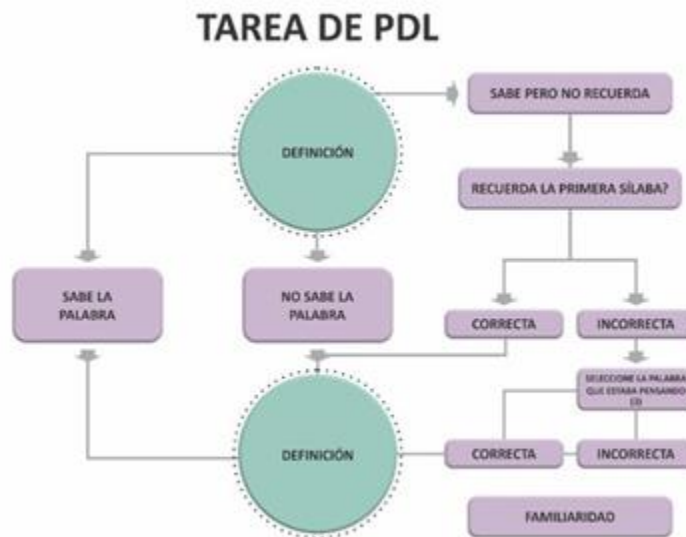 TAREA DE PDL
DEFINICIÓN
SABE PERO NO RECUERDA
RECUERDA LA PRIMERA SÍLABA?
SABE LA
PALABRA
NO SABE LA
PALABRA
CORRECTA
INCORRECTA
SELECCIONE LA PALABRA
QUE ESTABA PENSANDO
DEFINICIÓN
CORRECTA
INCORRECTA
FAMILIARIDAD